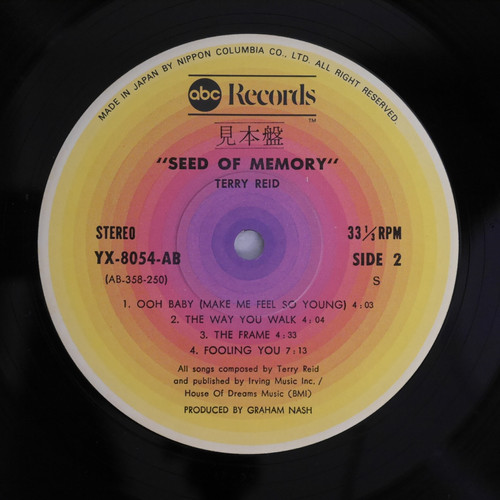 MADE IN JAPAN BY NIPPON COLUMBIA CO., LTD. ALL RIGHT RESERVED.
abc Records
TM
見本盤
"SEED OF MEMORY"
TERRY REID
STEREO 33 1/3 RPM
YX-8054-AB SIDE 2
(AB-358-250) S
1. OOH BABY (MAKE ME FEEL SO YOUNG) 4:03
2. THE WAY YOU WALK 4:04
3. THE FRAME 4:33
4. FOOLING YOU 7:13
All songs composed by Terry Reid
and published by Irving Music Inc. /
House Of Dreams Music (BMI)
PRODUCED BY GRAHAM NASH